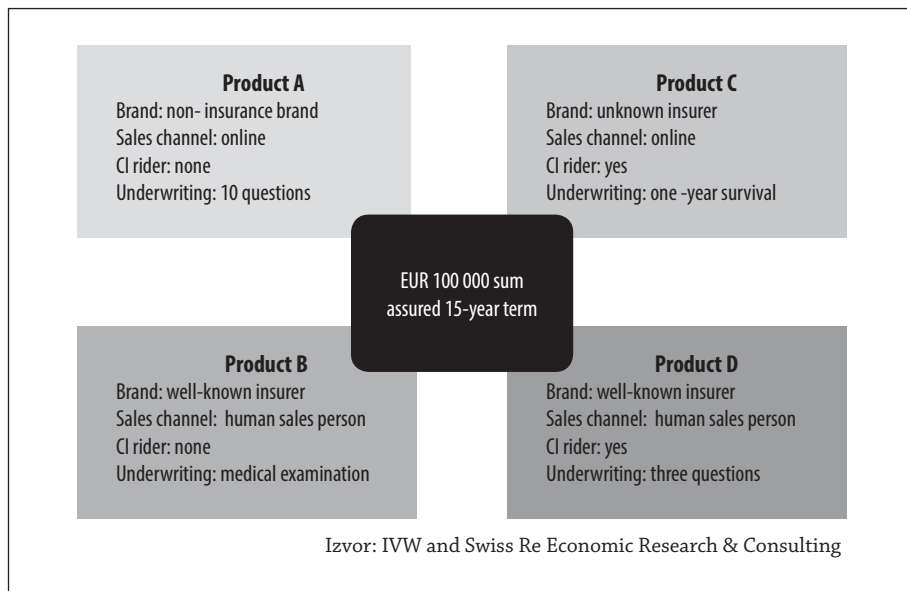 Product A
Brand: non- insurance brand
Sales channel: online
CI rider: none
Underwriting: 10 questions
Product C
Brand: unknown insurer
Sales channel: online
CI rider: yes
Underwriting: one -year survival
EUR 100 000 sum
assured 15-year term
Product B
Brand: well-known insurer
Sales channel:  human sales person
CI rider: none
Underwriting: medical examination
Product D
Brand: well-known insurer
Sales channel:  human sales person
CI rider: yes
Underwriting: three questions
Izvor: IVW and Swiss Re Economic Research & Consulting